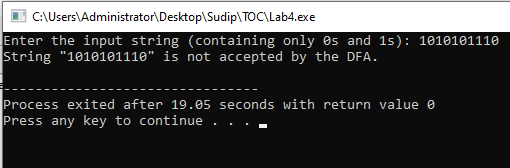 C:\Users\Administrator\Desktop\Sudip\TOC\Lab4.exe
Enter the input string (containing only 0s and 1s): 1010101110
String "1010101110" is not accepted by the DFA.
--------------------------------
Process exited after 19.05 seconds with return value 0
Press any key to continue . . .